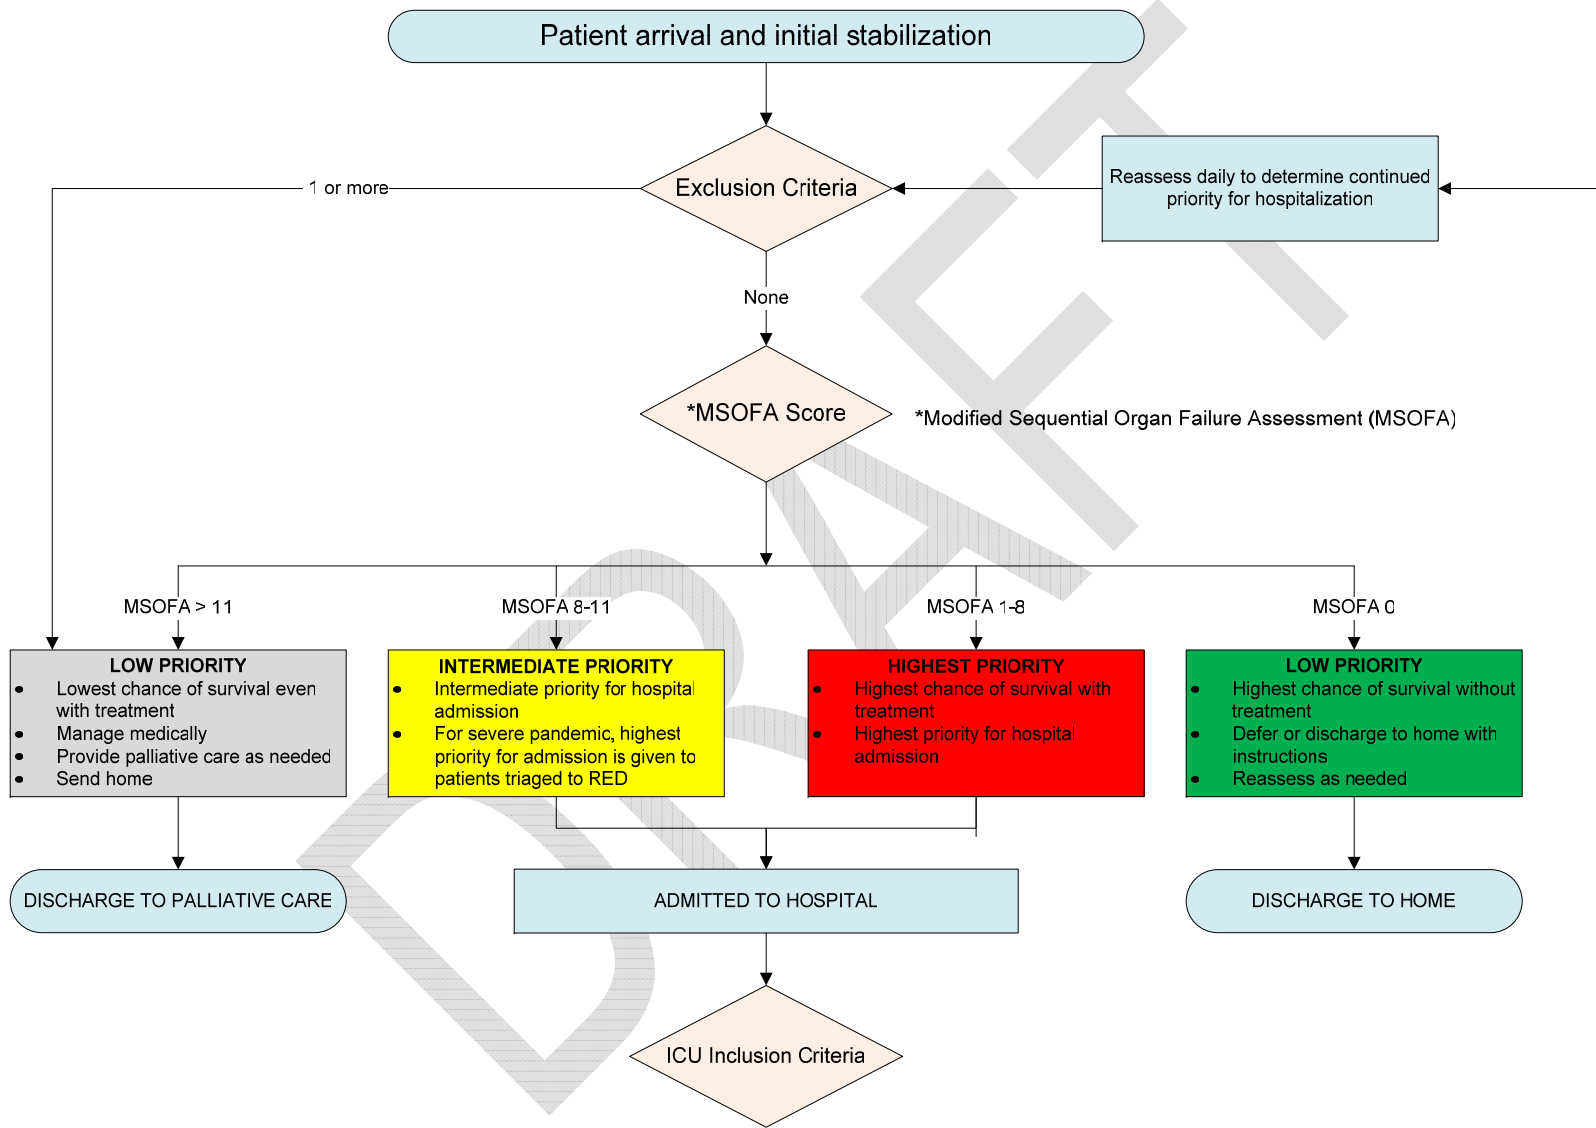 Patient arrival and initial stabilization
1 or more
Exclusion Criteria
Reassess daily to determine continued
priority for hospitalization
None
*MSOFA Score
*Modified Sequential Organ Failure Assessment (MSOFA)
MSOFA > 11
MSOFA 8-11
MSOFA 1-8
MSOFA 0
LOW PRIORITY
• Lowest chance of survival even
with treatment
• Manage medically
• Provide palliative care as needed
• Send home
INTERMEDIATE PRIORITY
• Intermediate priority for hospital
admission
• For severe pandemic, highest
priority for admission is given to
patients triaged to RED
HIGHEST PRIORITY
• Highest chance of survival with
treatment
• Highest priority for hospital
admission
LOW PRIORITY
• Highest chance of survival without
treatment
• Defer or discharge to home with
instructions
• Reassess as needed
DISCHARGE TO PALLIATIVE CARE
ADMITTED TO HOSPITAL
DISCHARGE TO HOME
ICU Inclusion Criteria
DRAFT